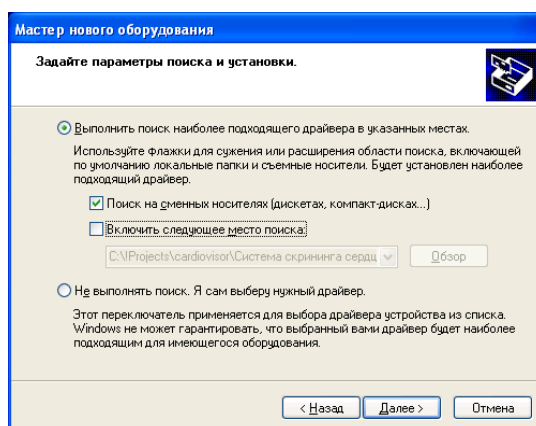 Мастер нового оборудования
Задайте параметры поиска и установки.
Выполнить поиск наиболее подходящего драйвера в указанных местах.
Используйте флажки для сужения или расширения области поиска, включающей
по умолчанию локальные папки и съемные носители. Будет установлен наиболее
подходящий драйвер.
Поиск на сменных носителях (дискетах, компакт-дисках...)
Включить следующее место поиска:
C:\IProjects\cardiovisor\Система скрининга сердц
Обзор
Не выполнять поиск. Я сам выберу нужный драйвер.
Этот переключатель применяется для выбора драйвера устройства из списка.
Windows не может гарантировать, что выбранный вами драйвер будет наиболее
подходящим для имеющегося оборудования.
< Назад Далее > Отмена